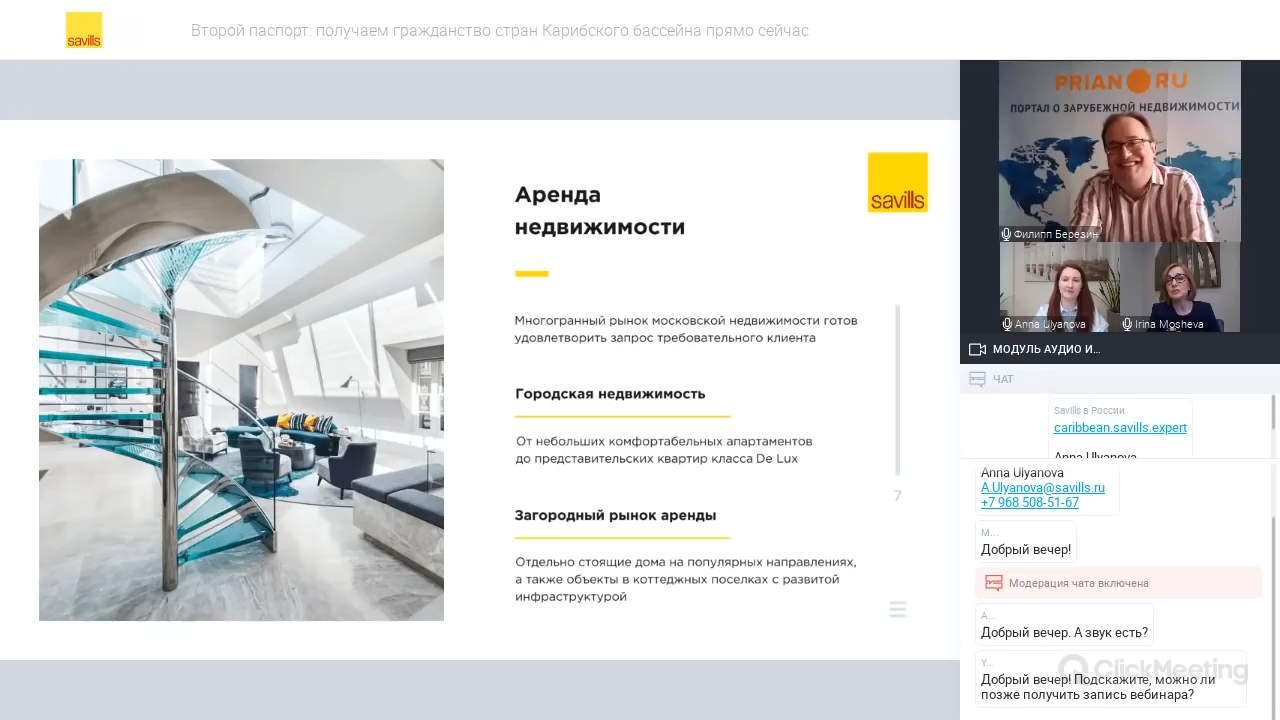 savills
Второй паспорт: получаем гражданство стран Карибского бассейна прямо сейчас
Аренда
недвижимости
savills
Многогранный рынок московской недвижимости готов
удовлетворить запрос требовательного клиента
Городская недвижимость
От небольших комфортабельных апартаментов
до представительских квартир класса De Lux
7
Загородный рынок аренды
Отдельно стоящие дома на популярных направлениях,
а также объекты в коттеджных поселках с развитой
инфраструктурой
PRIAN RU
ПОРТАЛ О ЗАРУБЕЖНОЙ НЕДВИЖИМОСТИ
Филипп Березин
Anna Ulyanova
Irina Mosheva
МОДУЛЬ АУДИО И...
ЧАТ
Savills в России
caribbean.savills.expert
Anna Ulyanova
Anna Ulyanova
A.Ulyanova@savills.ru
+7 968 508-51-67
M...
Добрый вечер!
Модерация чата включена
A...
Добрый вечер. А звук есть?
Y...
Добрый вечер! Подскажите, можно ли
позже получить запись вебинара?
ClickMeeting